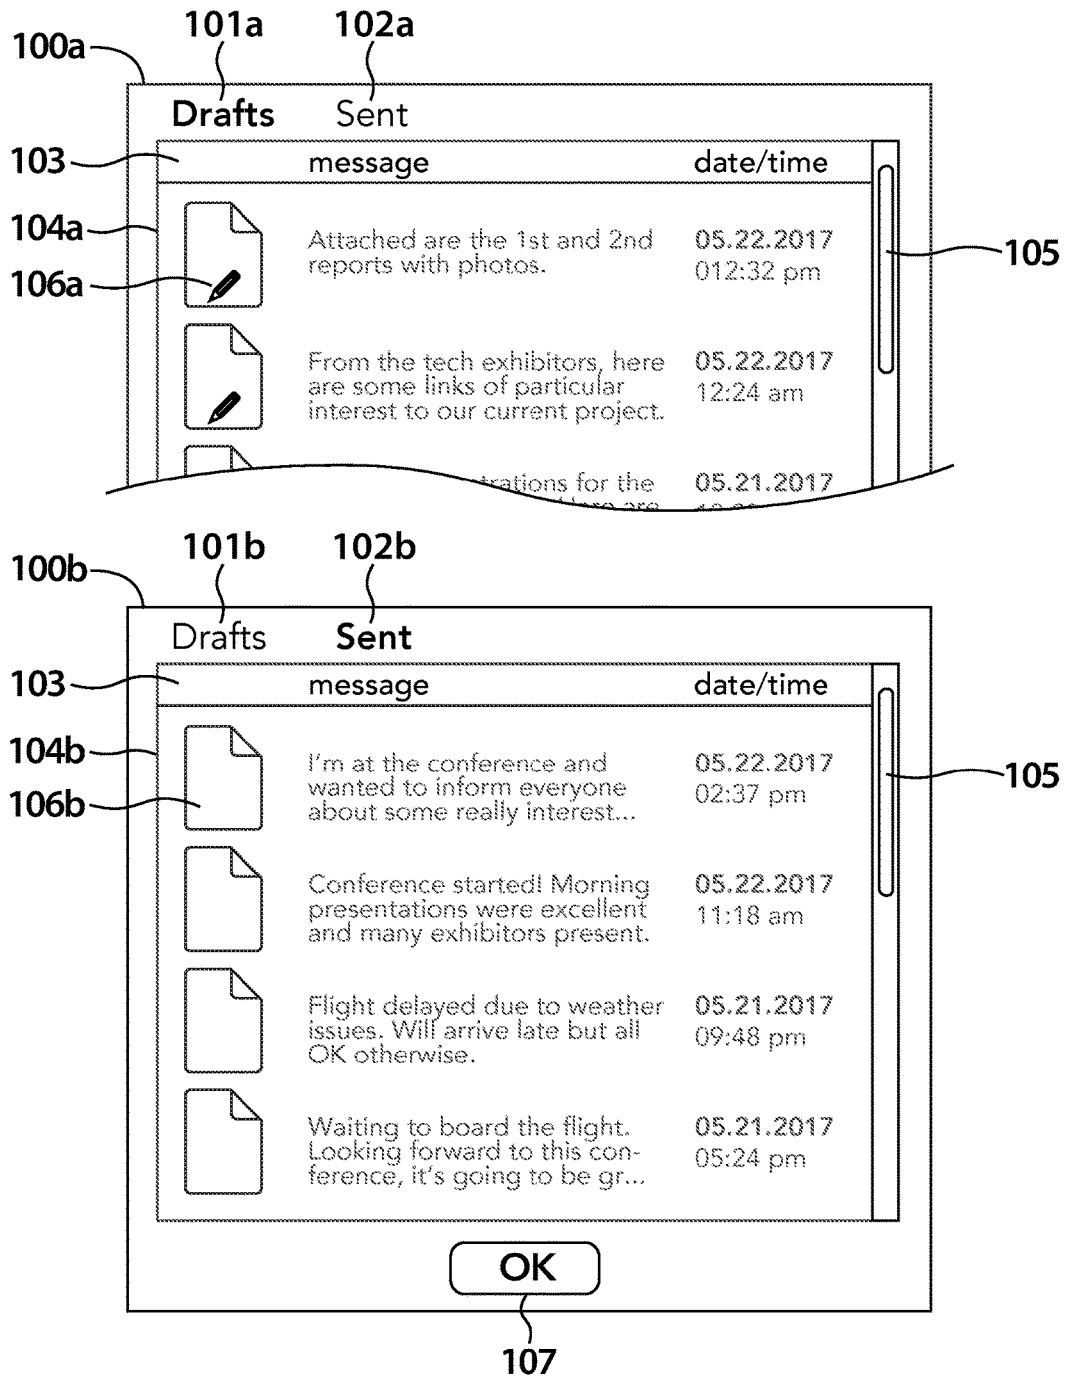 101a 102a
100a
Drafts Sent
103 message date/time
104a
Attached are the 1st and 2nd 05.22.2017
reports with photos. 012:32 pm
105
106a
From the tech exhibitors, here 05.22.2017
are some links of particular 12:24 am
interest to our current project.
trations for the 05.21.2017
are
101b 102b
100b
Drafts Sent
103 message date/time
104b
I'm at the conference and 05.22.2017
wanted to inform everyone 02:37 pm
about some really interest...
105
106b
Conference started! Morning 05.22.2017
presentations were excellent 11:18 am
and many exhibitors present.
Flight delayed due to weather 05.21.2017
issues. Will arrive late but all 09:48 pm
OK otherwise.
Waiting to board the flight. 05.21.2017
Looking forward to this con- 05:24 pm
ference, it's going to be gr...
OK
107